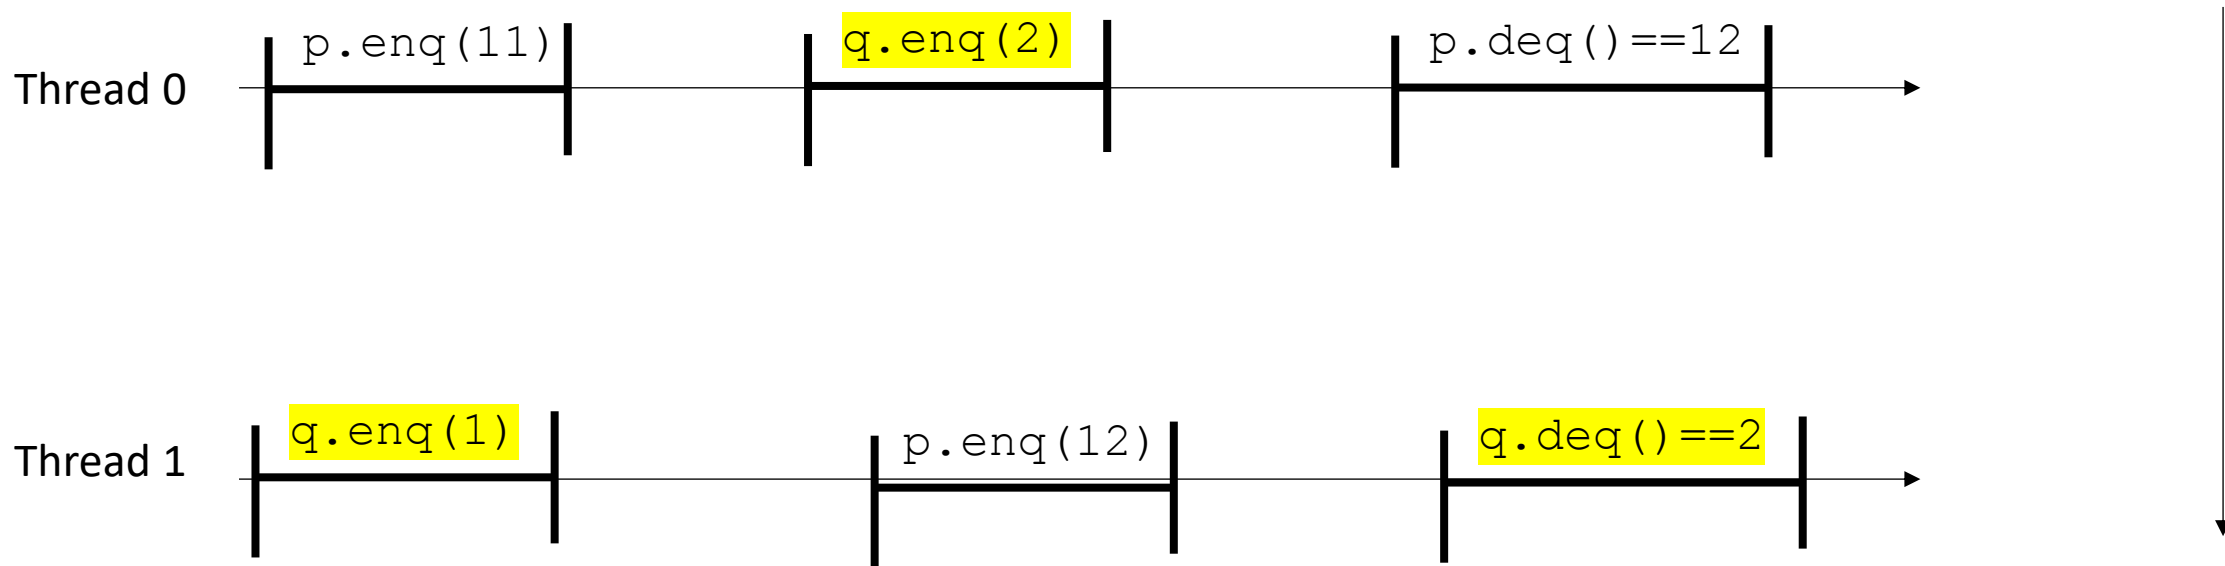 p.enq(11) q.enq(2) p.deq()==12
Thread 0
q.enq(1) p.enq(12) q.deq()==2
Thread 1